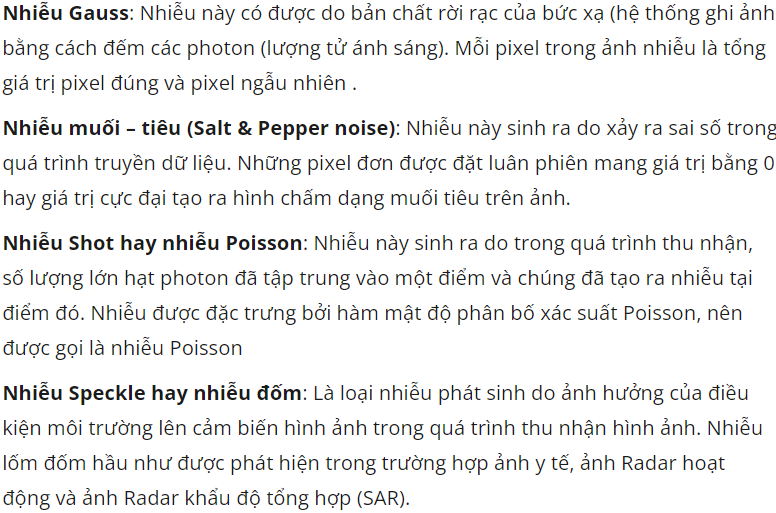 Nhiễu Gauss: Nhiễu này có được do bản chất rời rạc của bức xạ (hệ thống ghi ảnh
bằng cách đếm các photon (lượng tử ánh sáng). Mỗi pixel trong ảnh nhiễu là tổng
giá trị pixel đúng và pixel ngẫu nhiên .
Nhiễu muối – tiêu (Salt & Pepper noise): Nhiễu này sinh ra do xảy ra sai số trong
quá trình truyền dữ liệu. Những pixel đơn được đặt luân phiên mang giá trị bằng 0
hay giá trị cực đại tạo ra hình chấm dạng muối tiêu trên ảnh.
Nhiễu Shot hay nhiễu Poisson: Nhiễu này sinh ra do trong quá trình thu nhận,
số lượng lớn hạt photon đã tập trung vào một điểm và chúng đã tạo ra nhiễu tại
điểm đó. Nhiễu được đặc trưng bởi hàm mật độ phân bố xác suất Poisson, nên
được gọi là nhiễu Poisson
Nhiễu Speckle hay nhiễu đốm: Là loại nhiễu phát sinh do ảnh hưởng của điều
kiện môi trường lên cảm biến hình ảnh trong quá trình thu nhận hình ảnh. Nhiễu
lốm đốm hầu như được phát hiện trong trường hợp ảnh y tế, ảnh Radar hoạt
động và ảnh Radar khẩu độ tổng hợp (SAR).